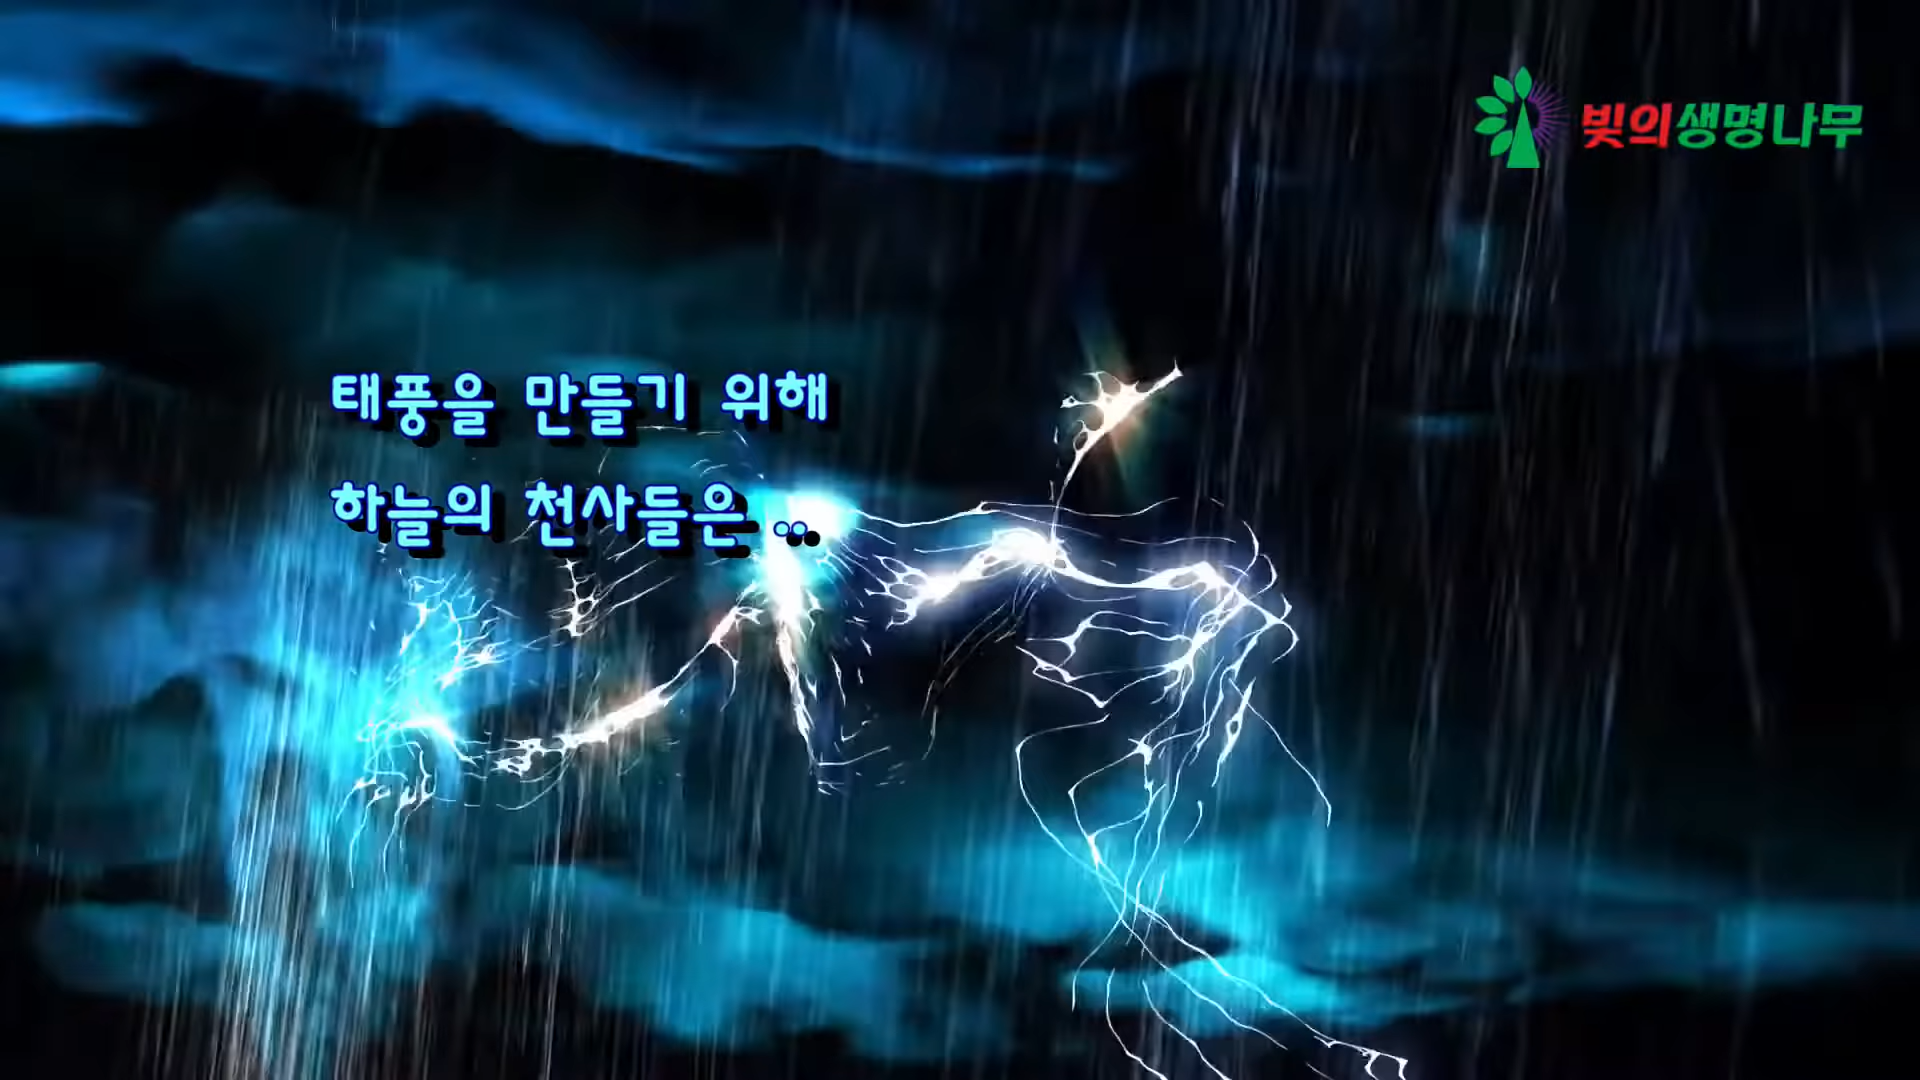 빛의생명나무
태풍을 만들기 위해
하늘의 천사들은 ..